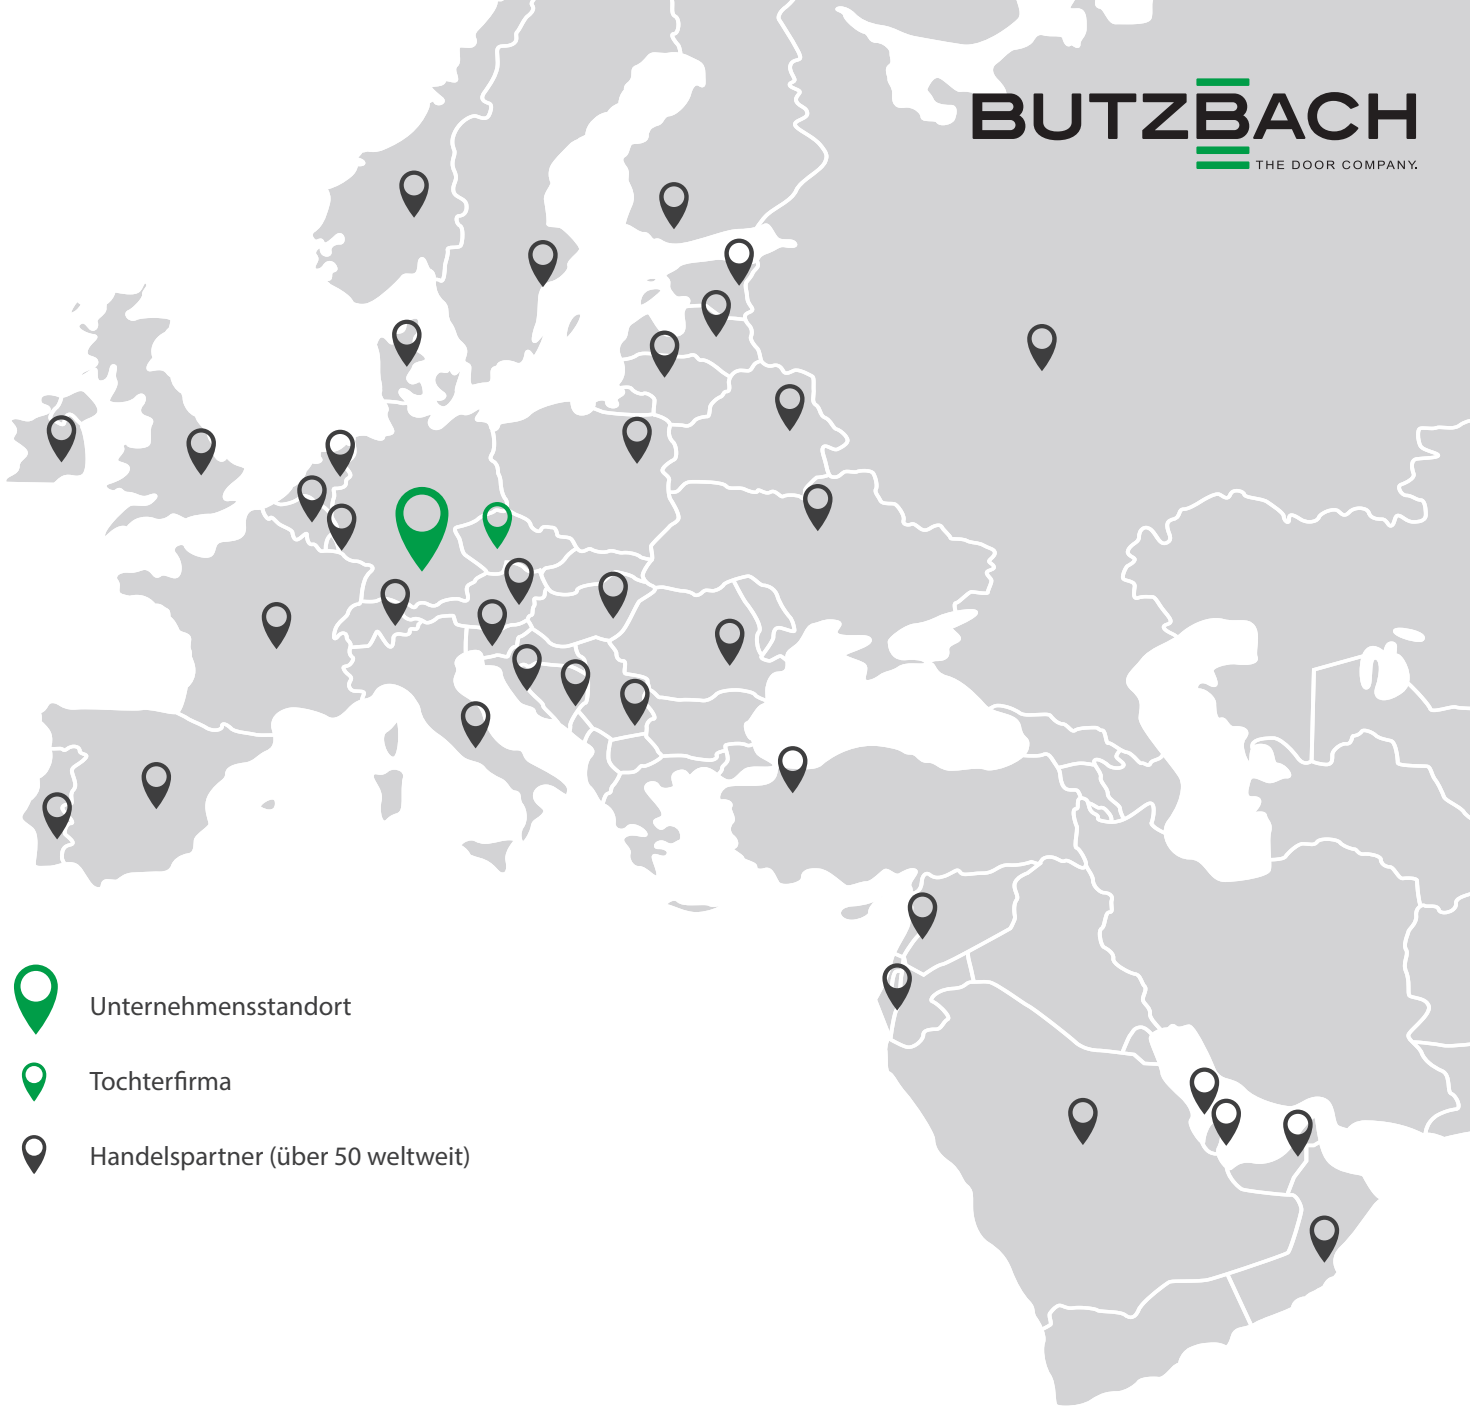 BUTZBACH
THE DOOR COMPANY.
Unternehmensstandort
Tochterfirma
Handelspartner (über 50 weltweit)